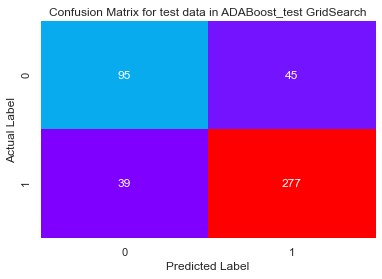 Confusion Matrix for test data in ADABoost_test GridSearch
Actual Label
0
95
45
1
39
277
0
1
Predicted Label